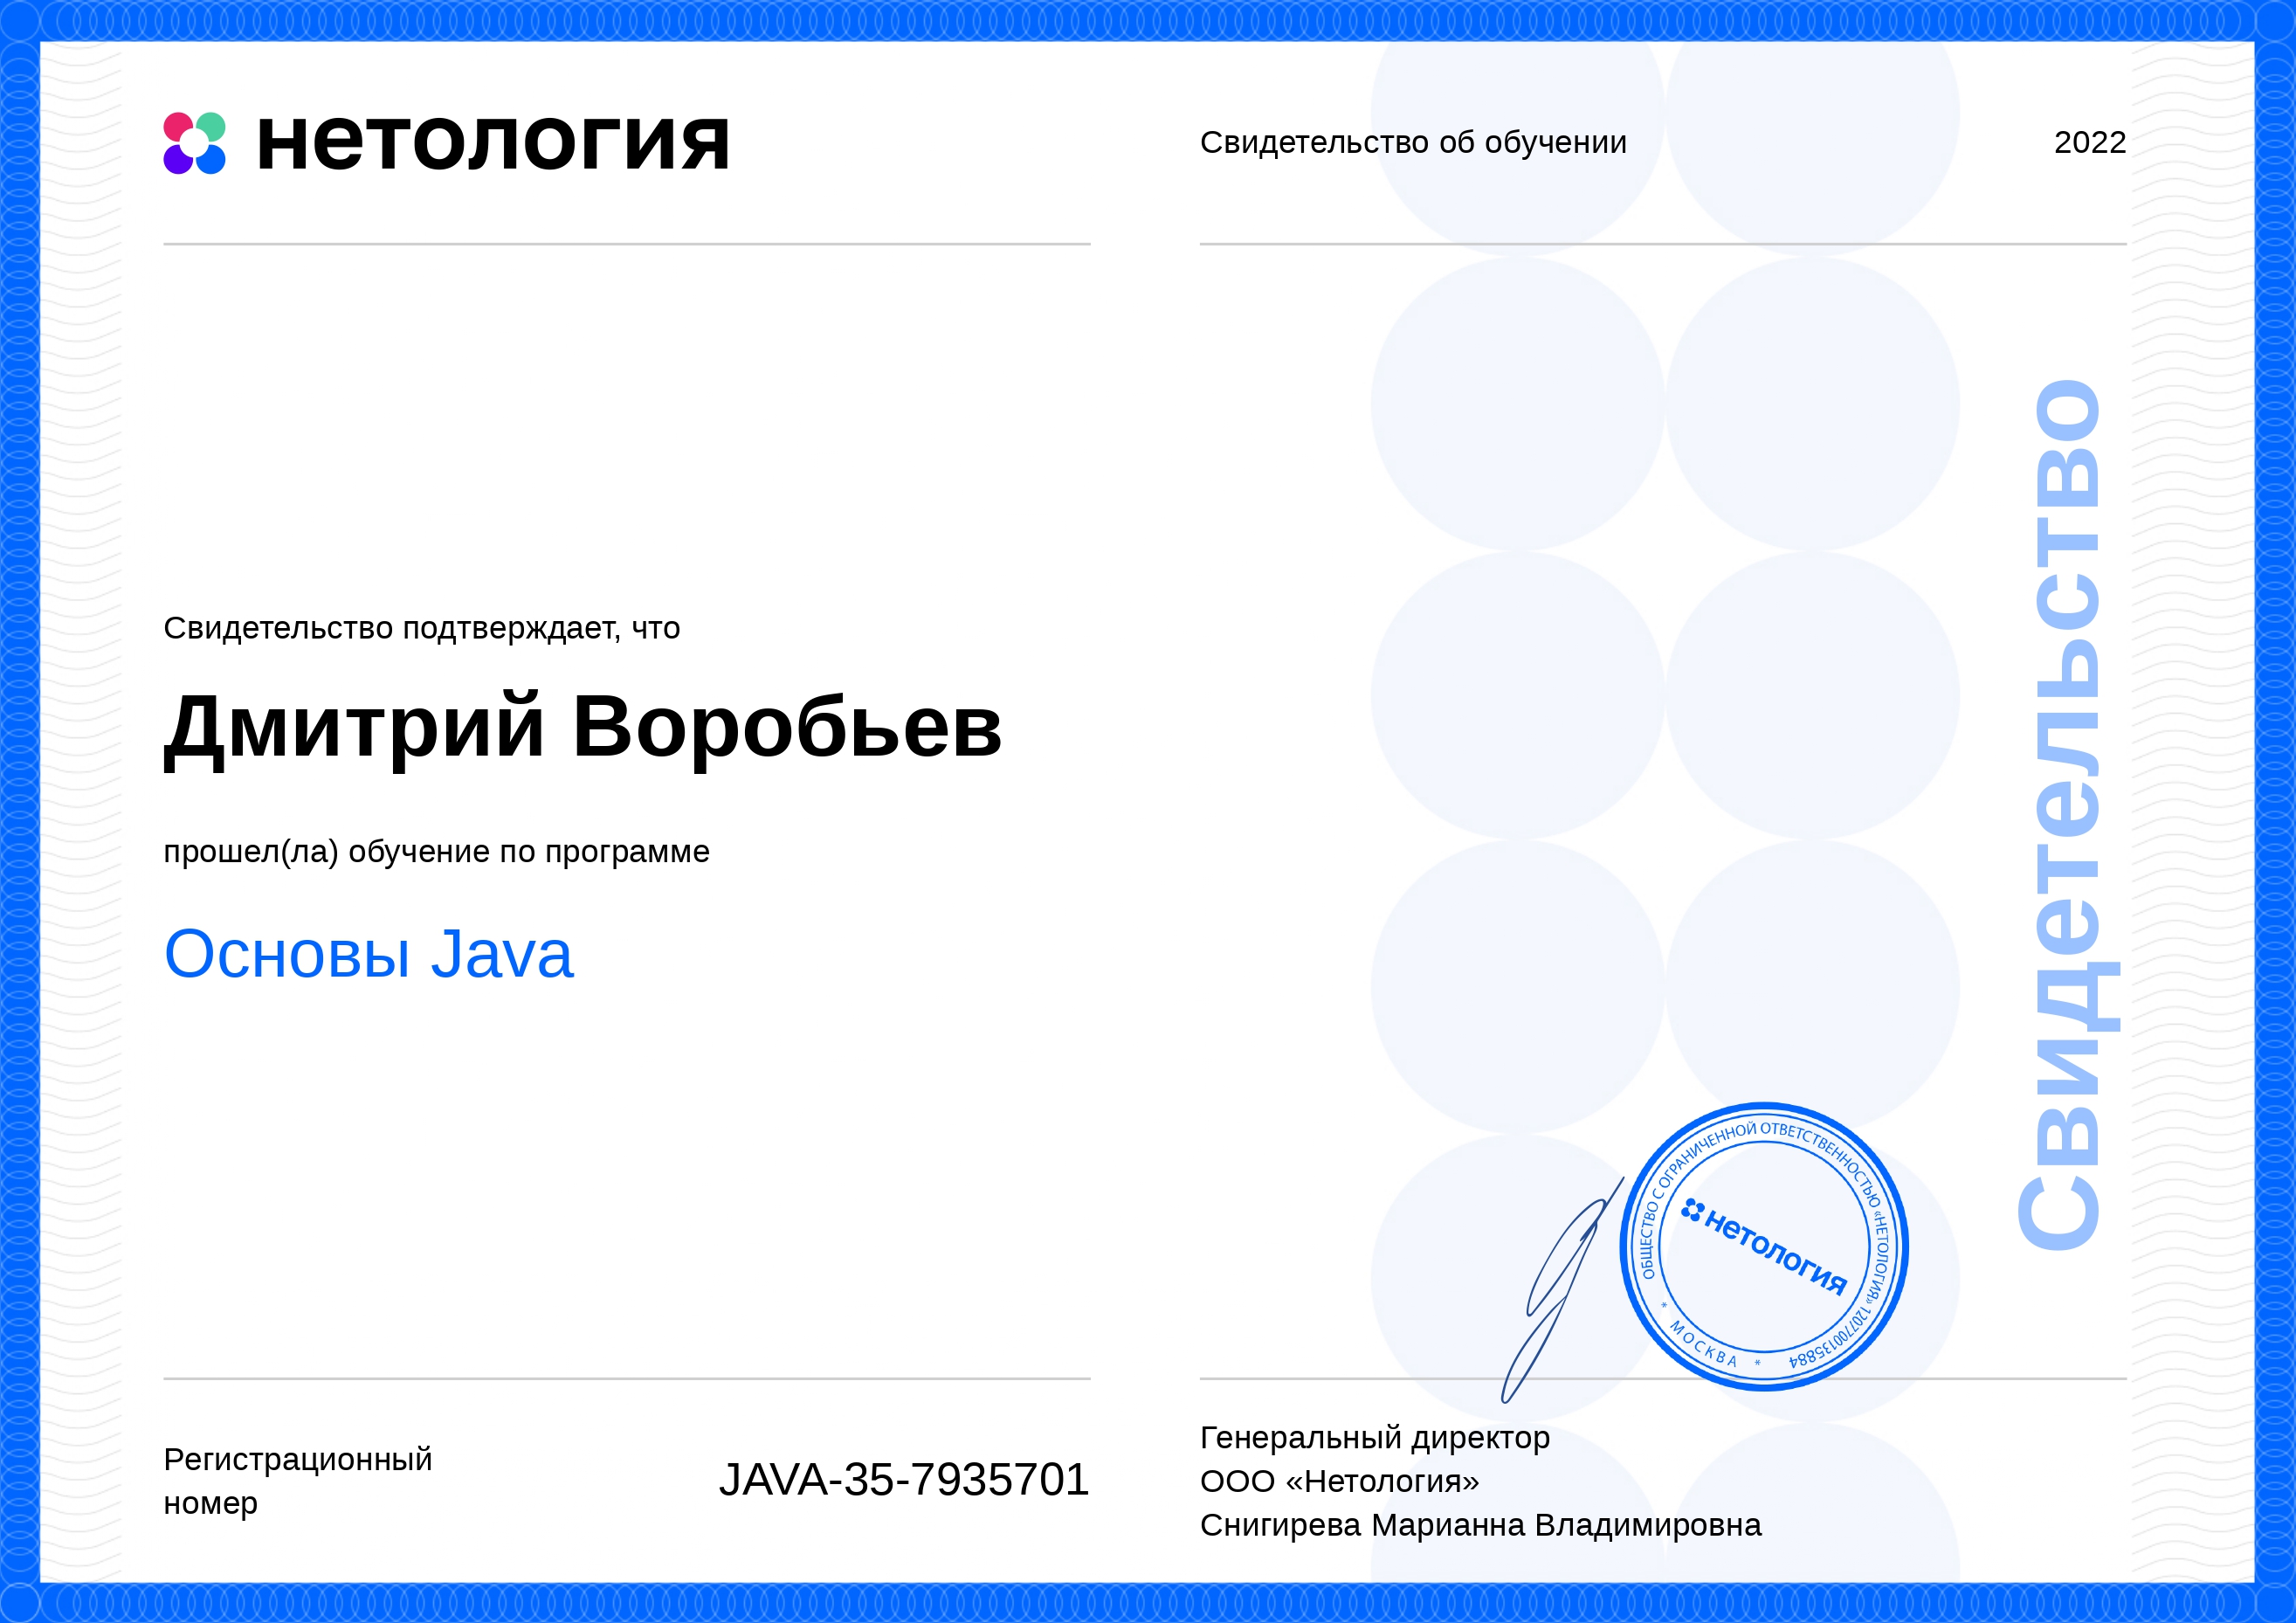 нетология
Свидетельство об обучении
2022
Свидетельство подтверждает, что
Дмитрий Воробьев
прошел(ла) обучение по программе
Основы Java
Свидетельство
ОБЩЕСТВО С ОГРАНИЧЕННОЙ ОТВЕТСТВЕННОСТЬЮ «НЕТОЛОГИЯ» 1207700135884
* МОСКВА *
нетология
Регистрационный
номер
JAVA-35-7935701
Генеральный директор
ООО «Нетология»
Снигирева Марианна Владимировна